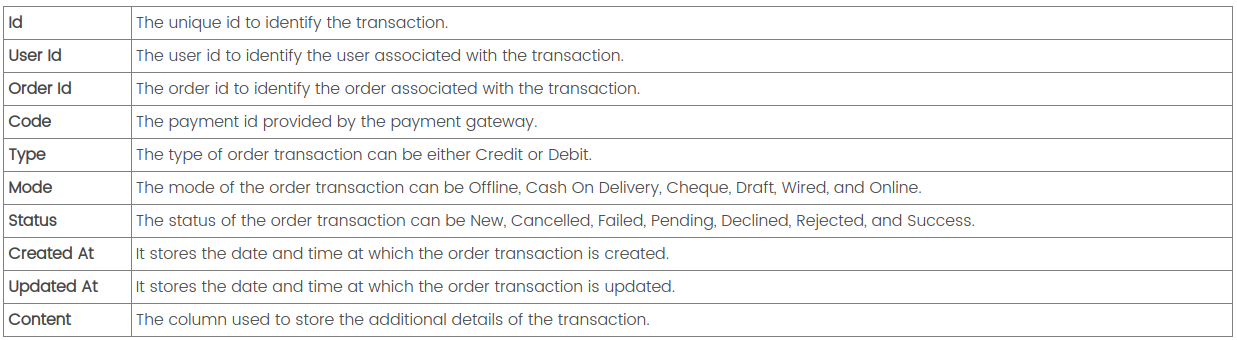 Id The unique id to identify the transaction.
User Id The user id to identify the user associated with the transaction.
Order Id The order id to identify the order associated with the transaction.
Code The payment id provided by the payment gateway.
Type The type of order transaction can be either Credit or Debit.
Mode The mode of the order transaction can be Offline, Cash On Delivery, Cheque, Draft, Wired, and Online.
Status The status of the order transaction can be New, Cancelled, Failed, Pending, Declined, Rejected, and Success.
Created At It stores the date and time at which the order transaction is created.
Updated At It stores the date and time at which the order transaction is updated.
Content The column used to store the additional details of the transaction.